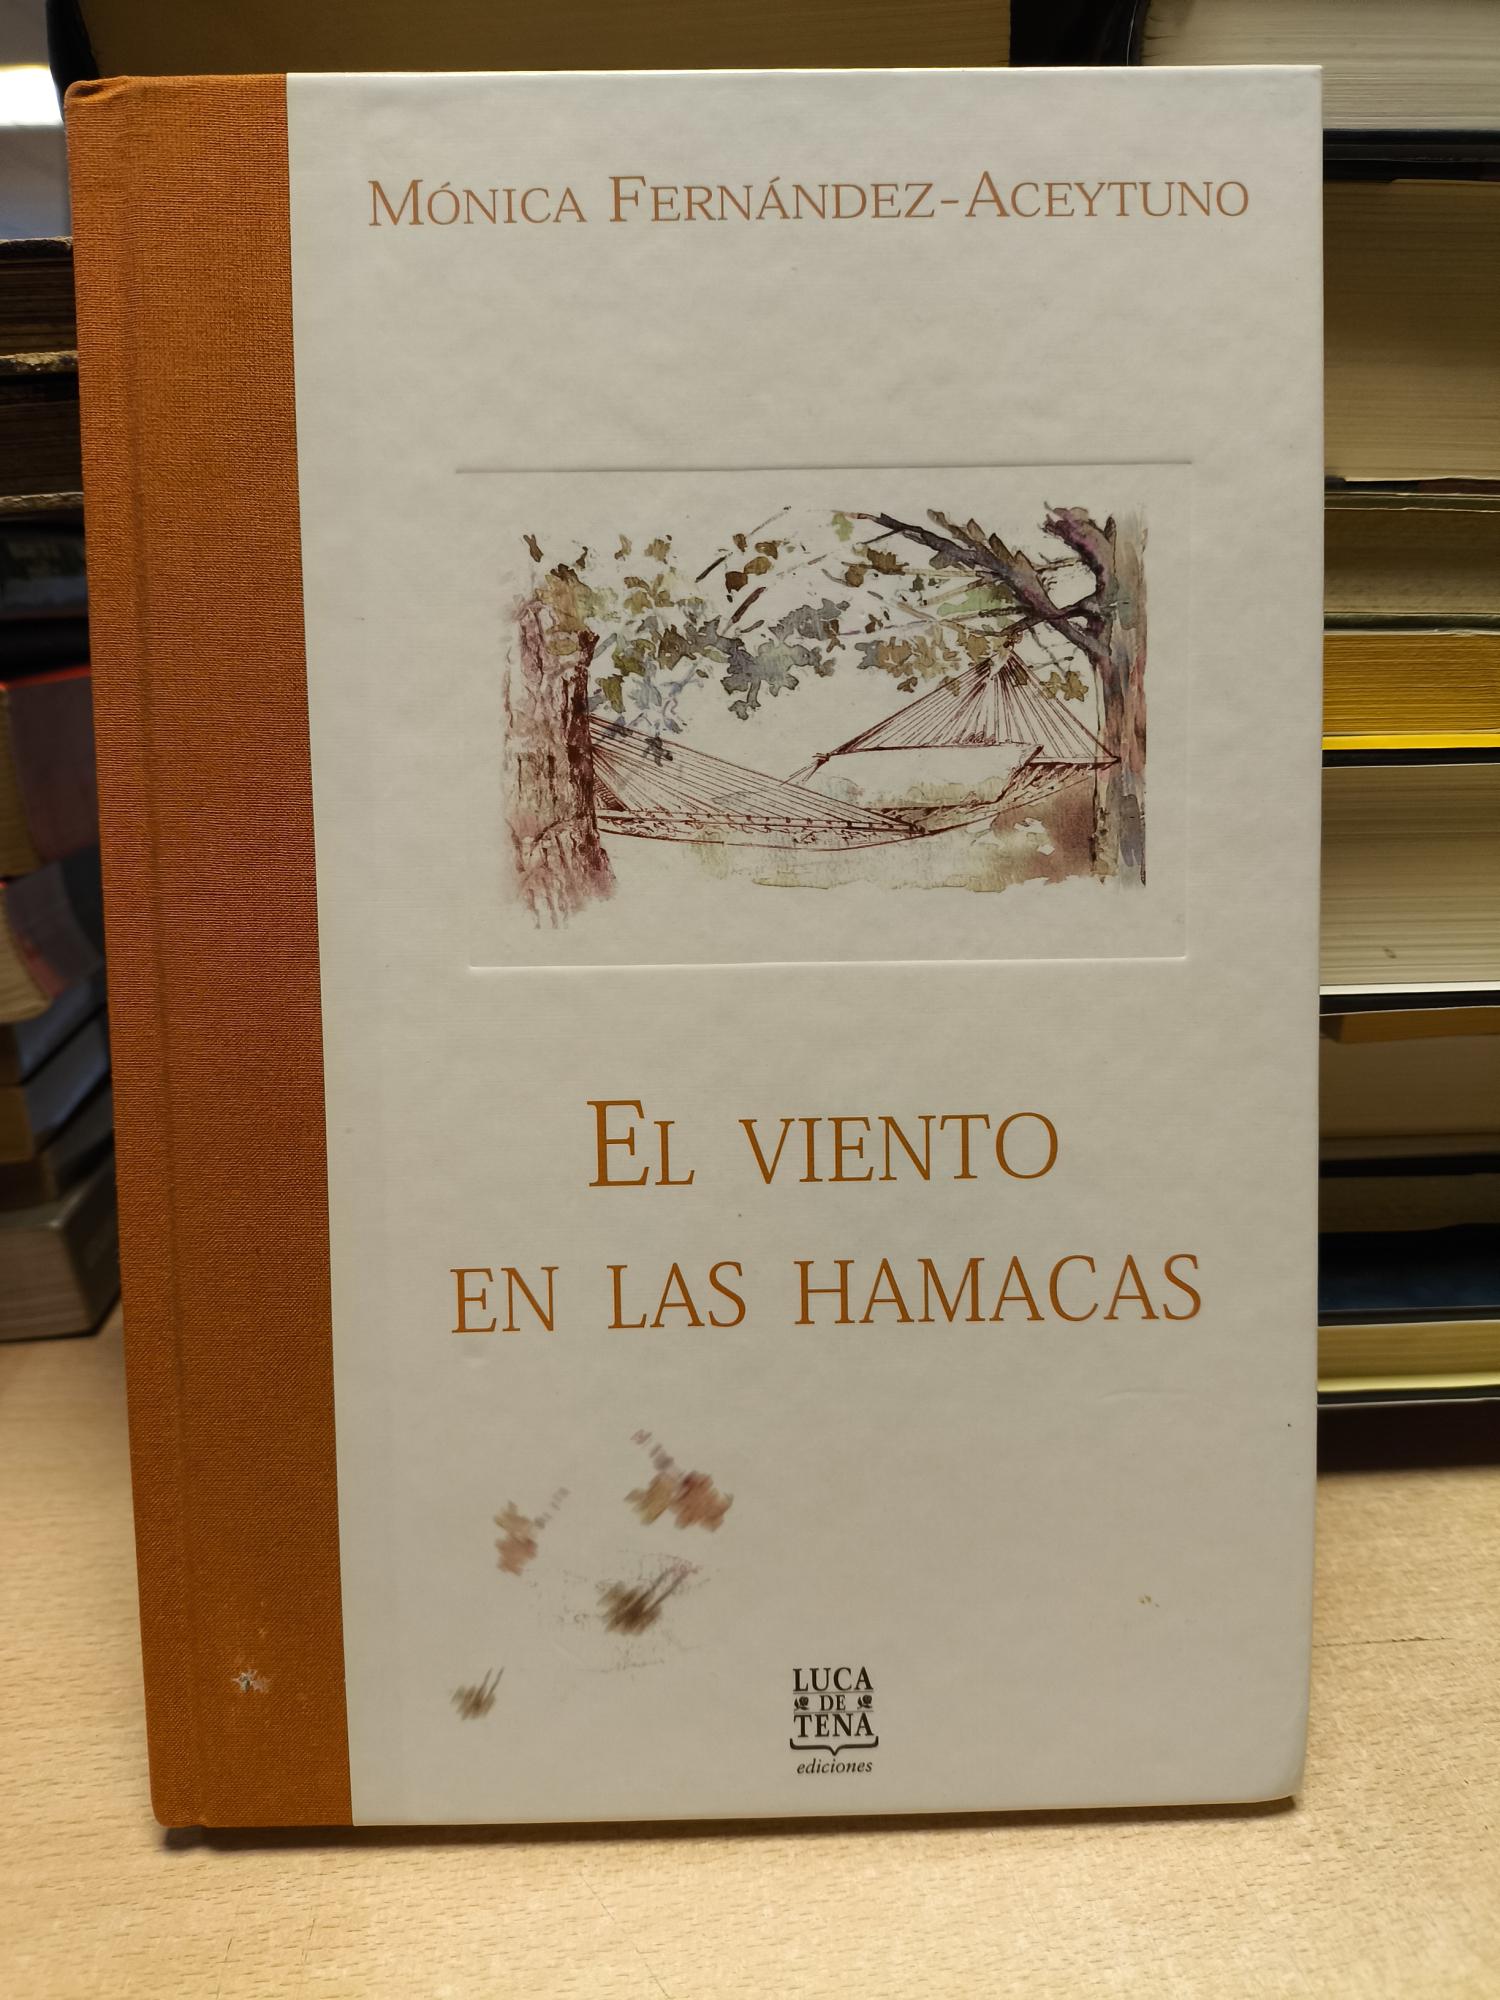 MÓNICA FERNÁNDEZ-ACEYTUNO
EL VIENTO
EN LAS HAMACAS
LUCA
DE
TENA
ediciones